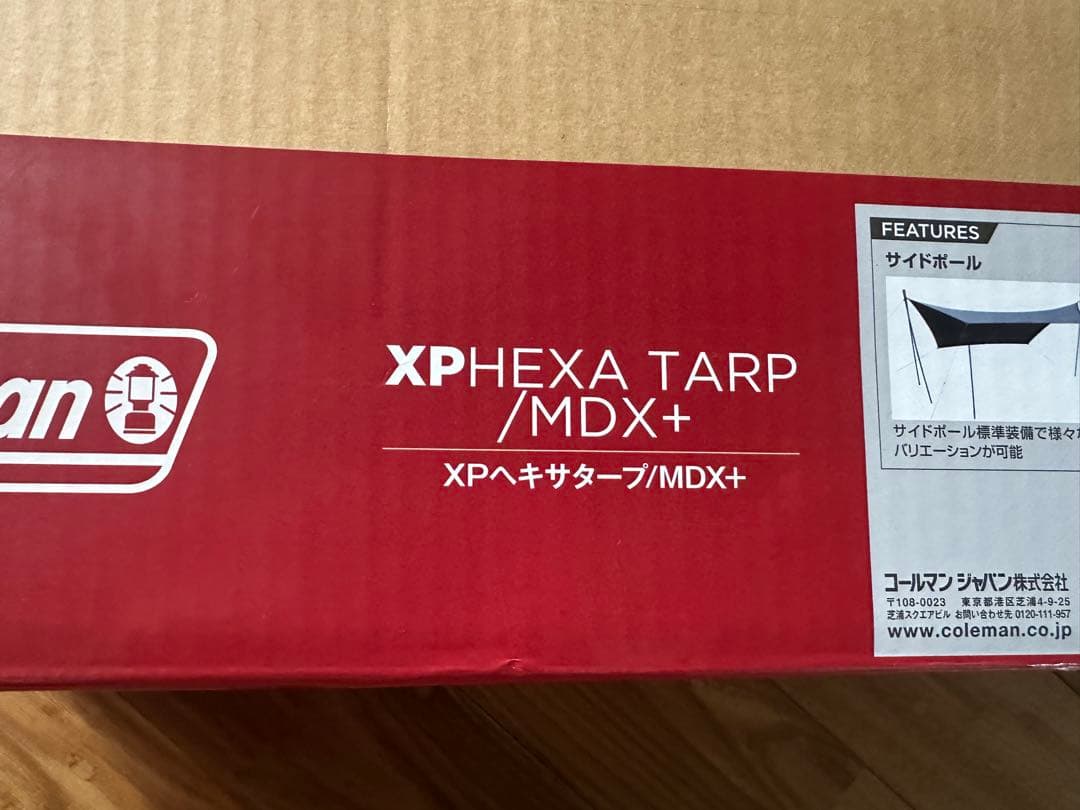 an
XPHEXA TARP
/MDX+
XPヘキサタープ/MDX+
FEATURES
サイドポール
サイドポール標準装備で様々
バリエーションが可能
コールマン ジャパン株式会社
〒108-0023 東京都港区芝浦4-9-25
芝浦スクエアビル お問い合わせ先 0120-111-957
www.coleman.co.jp